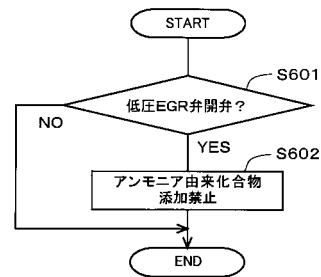 START
S601
低圧EGR弁開弁?
NO
YES
S602
アンモニア由来化合物
添加禁止
END